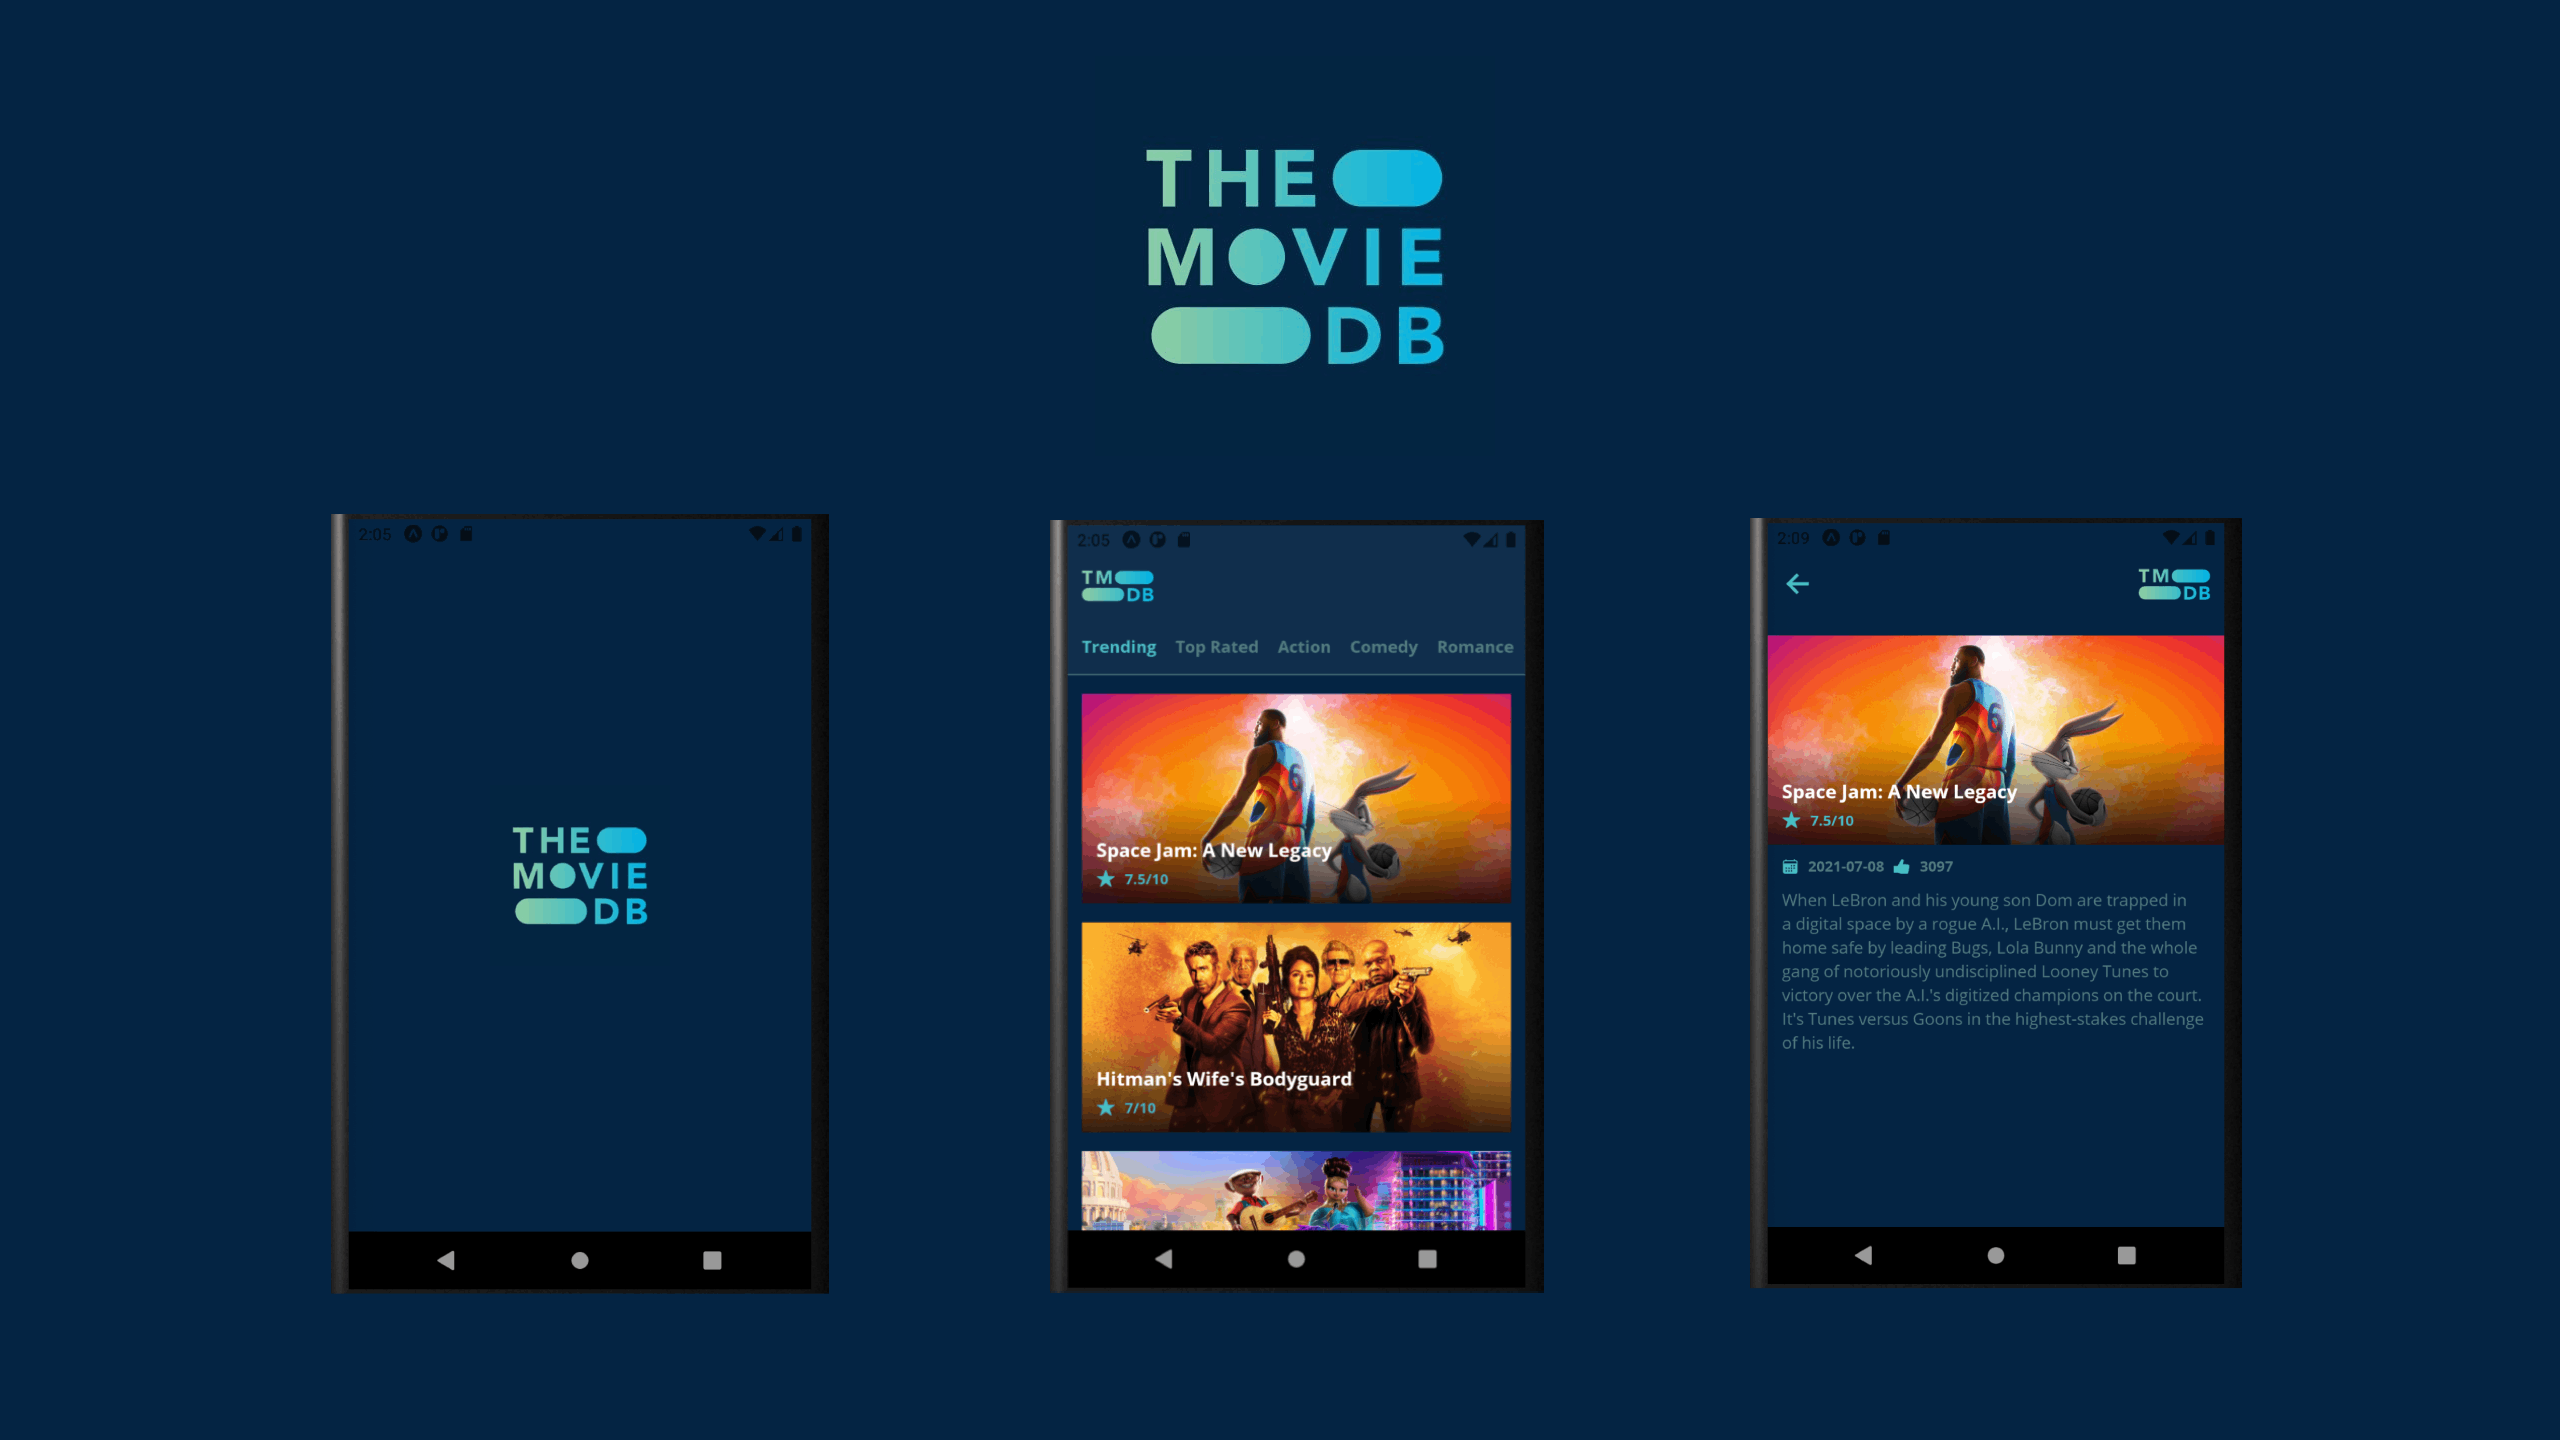 THE
MOVIE
DB
2:05
THE
MOVIE
DB
2:05
TM
DB
Trending Top Rated Action Comedy Romance
6
Space Jam: A New Legacy
7.5/10
Hitman's Wife's Bodyguard
7/10
2:09
TM
DB
6
Space Jam: A New Legacy
7.5/10
2021-07-08 3097
When LeBron and his young son Dom are trapped in
a digital space by a rogue A.I., LeBron must get them
home safe by leading Bugs, Lola Bunny and the whole
gang of notoriously undisciplined Looney Tunes to
victory over the A.I.'s digitized champions on the court.
It's Tunes versus Goons in the highest-stakes challenge
of his life.